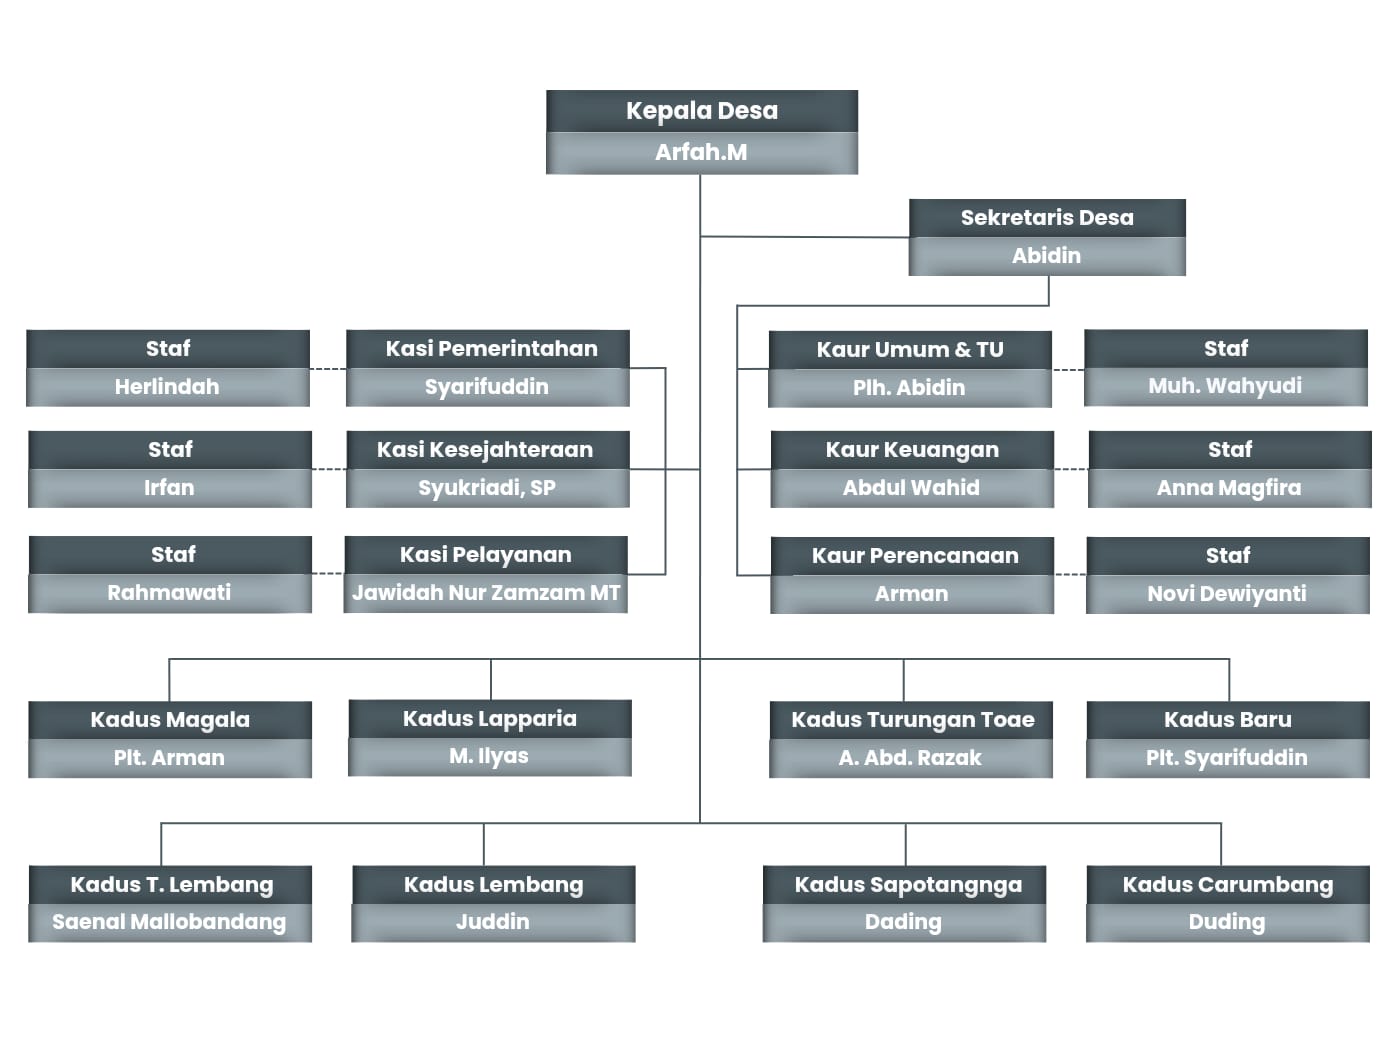 Kepala Desa
Arfah.M
Sekretaris Desa
Abidin
Staf
Herlindah
Kasi Pemerintahan
Syarifuddin
Kaur Umum & TU
Plh. Abidin
Staf
Muh. Wahyudi
Staf
Irfan
Kasi Kesejahteraan
Syukriadi, SP
Kaur Keuangan
Abdul Wahid
Staf
Anna Magfira
Staf
Rahmawati
Kasi Pelayanan
Jawidah Nur Zamzam MT
Kaur Perencanaan
Arman
Staf
Novi Dewiyanti
Kadus Magala
Plt. Arman
Kadus Lapparia
M. Ilyas
Kadus Turungan Toae
A. Abd. Razak
Kadus Baru
Plt. Syarifuddin
Kadus T. Lembang
Saenal Mallobandang
Kadus Lembang
Juddin
Kadus Sapotangnga
Dading
Kadus Carumbang
Duding